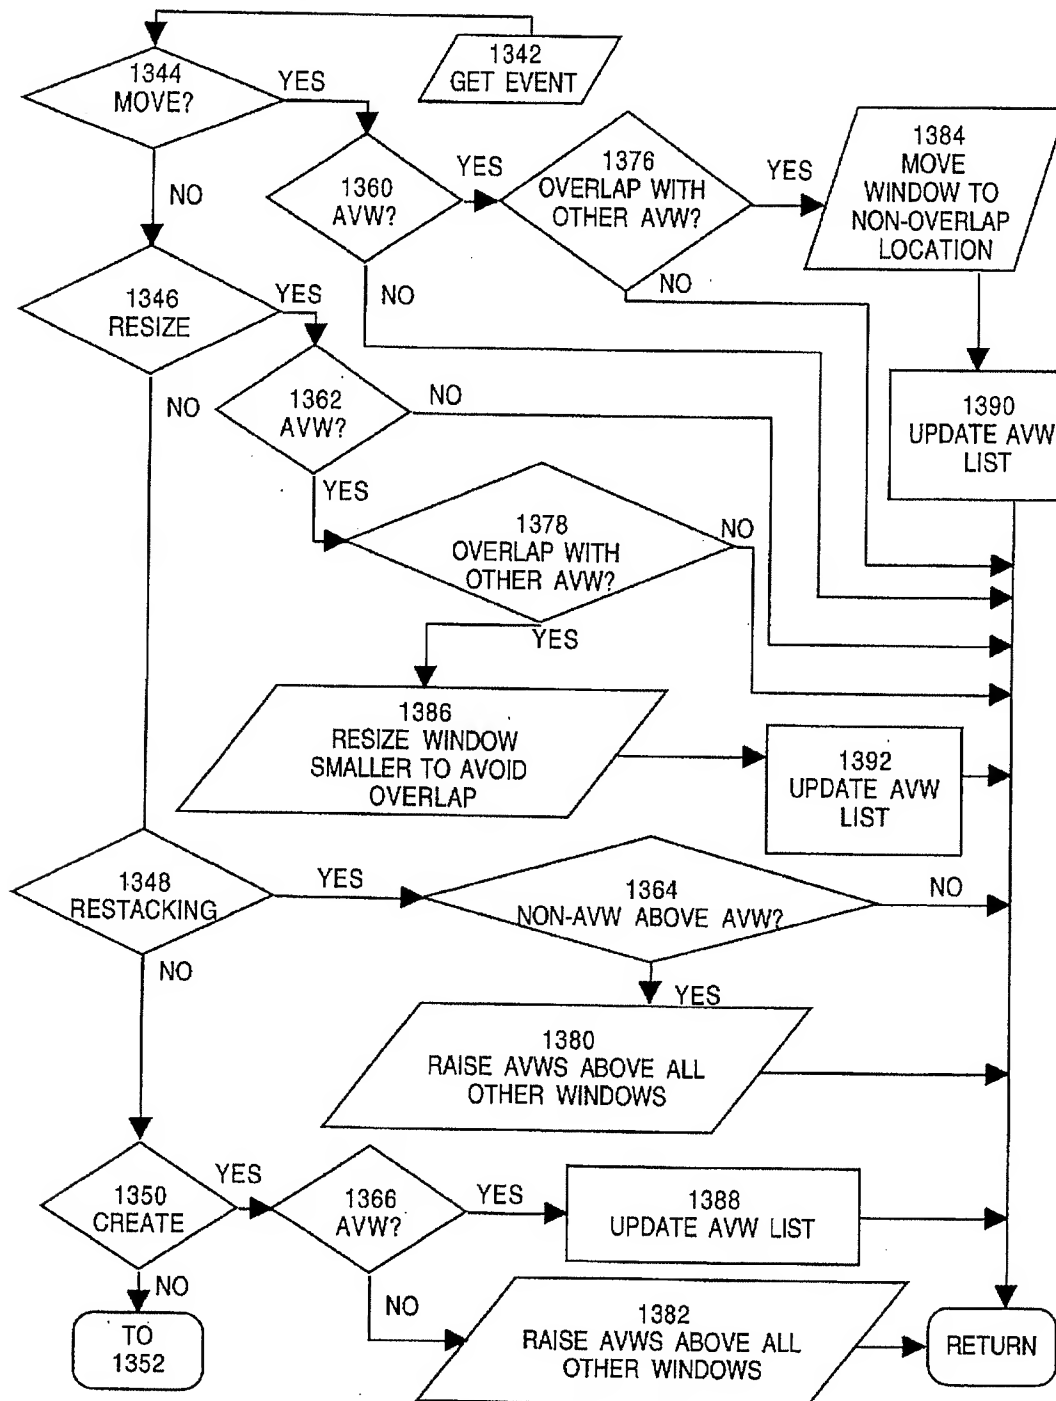 1342
GET EVENT
1344
MOVE?
YES
NO
1360
AVW?
YES
NO
1376
OVERLAP WITH
OTHER AVW?
YES
NO
1384
MOVE
WINDOW TO
NON-OVERLAP
LOCATION
1390
UPDATE AVW
LIST
1346
RESIZE
YES
NO
1362
AVW?
NO
YES
1378
OVERLAP WITH
OTHER AVW?
NO
YES
1386
RESIZE WINDOW
SMALLER TO AVOID
OVERLAP
1392
UPDATE AVW
LIST
1348
RESTACKING
YES
NO
1364
NON-AVW ABOVE AVW?
NO
YES
1380
RAISE AVWS ABOVE ALL
OTHER WINDOWS
1350
CREATE
YES
NO
1366
AVW?
YES
NO
1388
UPDATE AVW LIST
1382
RAISE AVWS ABOVE ALL
OTHER WINDOWS
TO
1352
RETURN